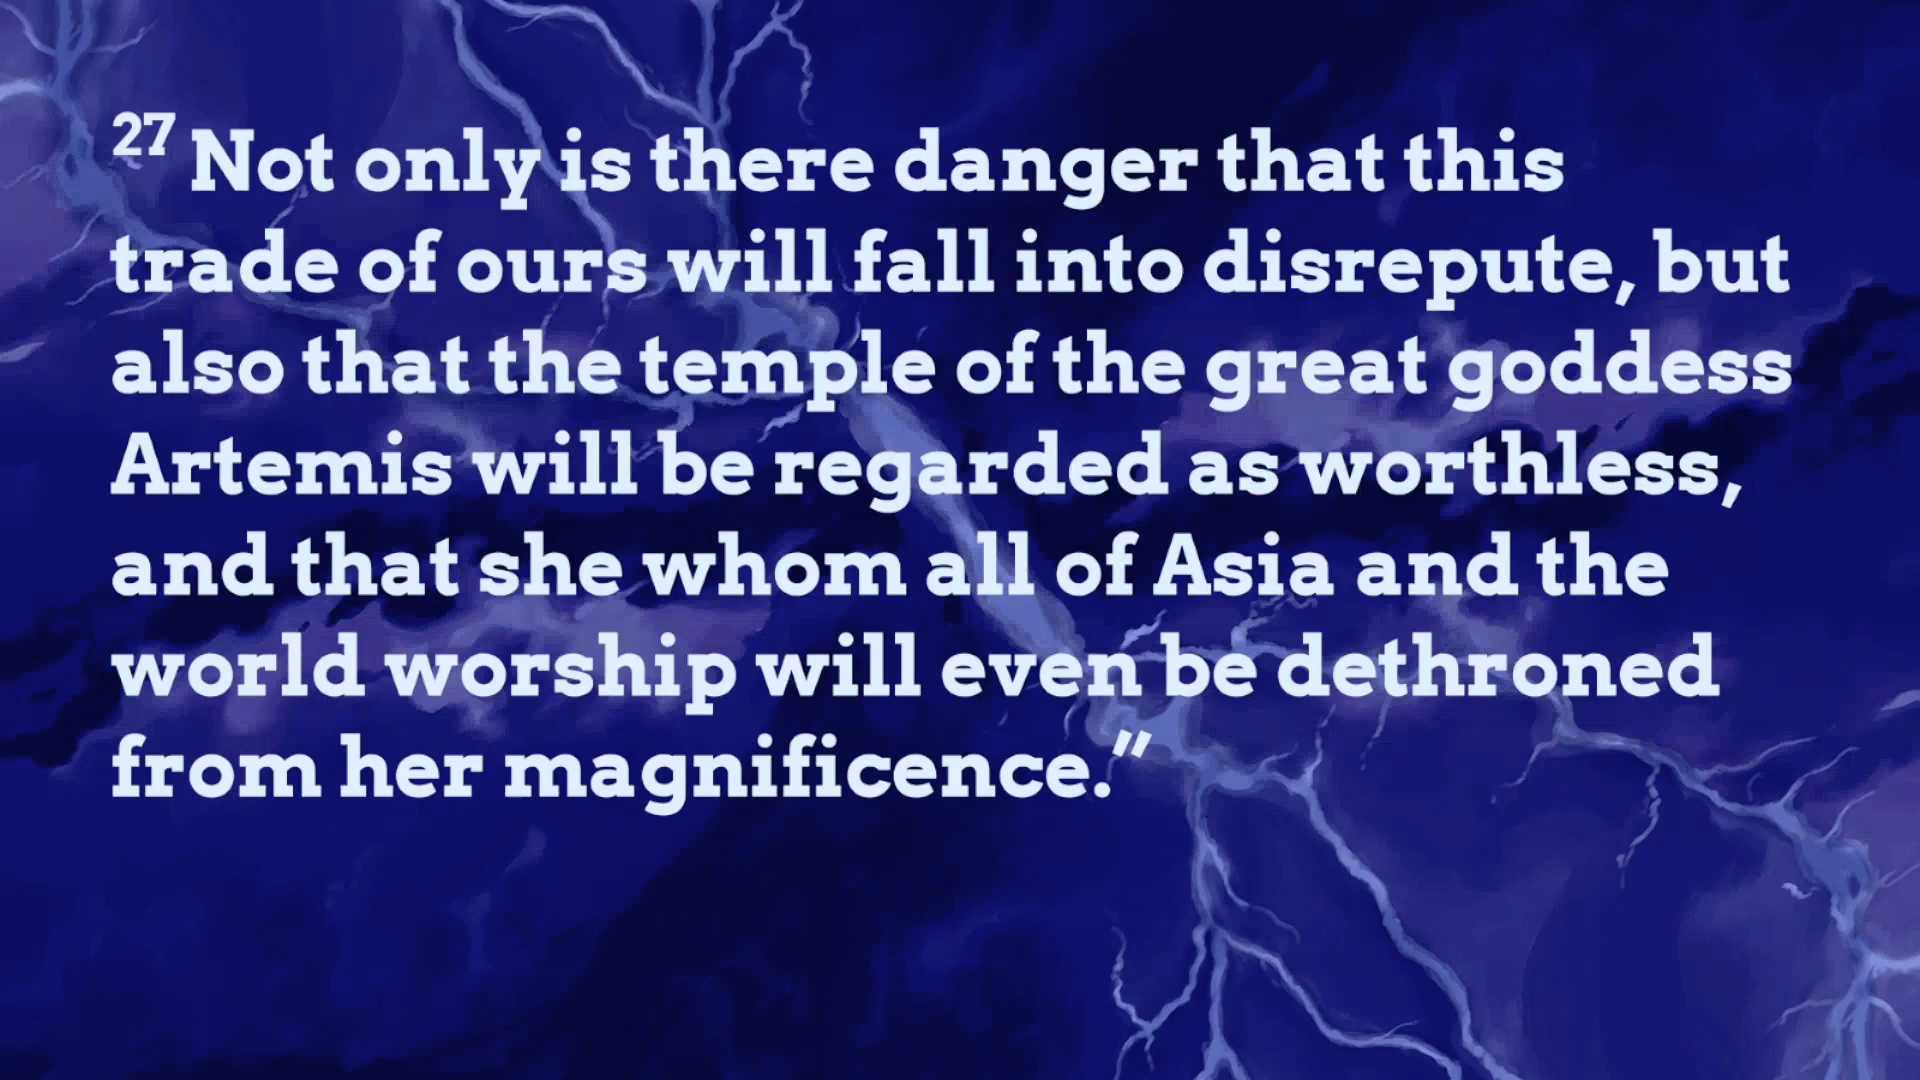 27 Not only is there danger that this
trade of ours will fall into disrepute, but
also that the temple of the great goddess
Artemis will be regarded as worthless,
and that she whom all of Asia and the
world worship will even be dethroned
from her magnificence.”